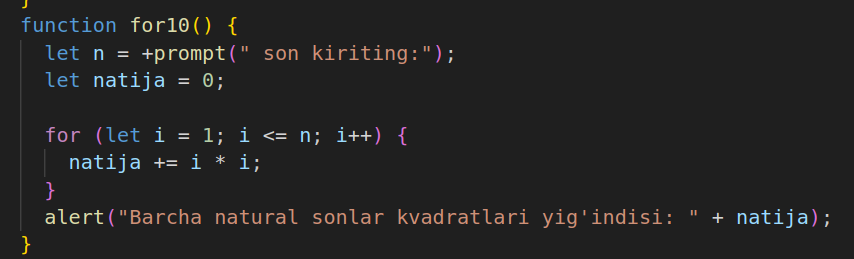 }
function for10() {
  let n = +prompt(" son kiriting:");
  let natija = 0;

  for (let i = 1; i <= n; i++) {
    natija += i * i;
  }
  alert("Barcha natural sonlar kvadratlari yig'indisi: " + natija);
}